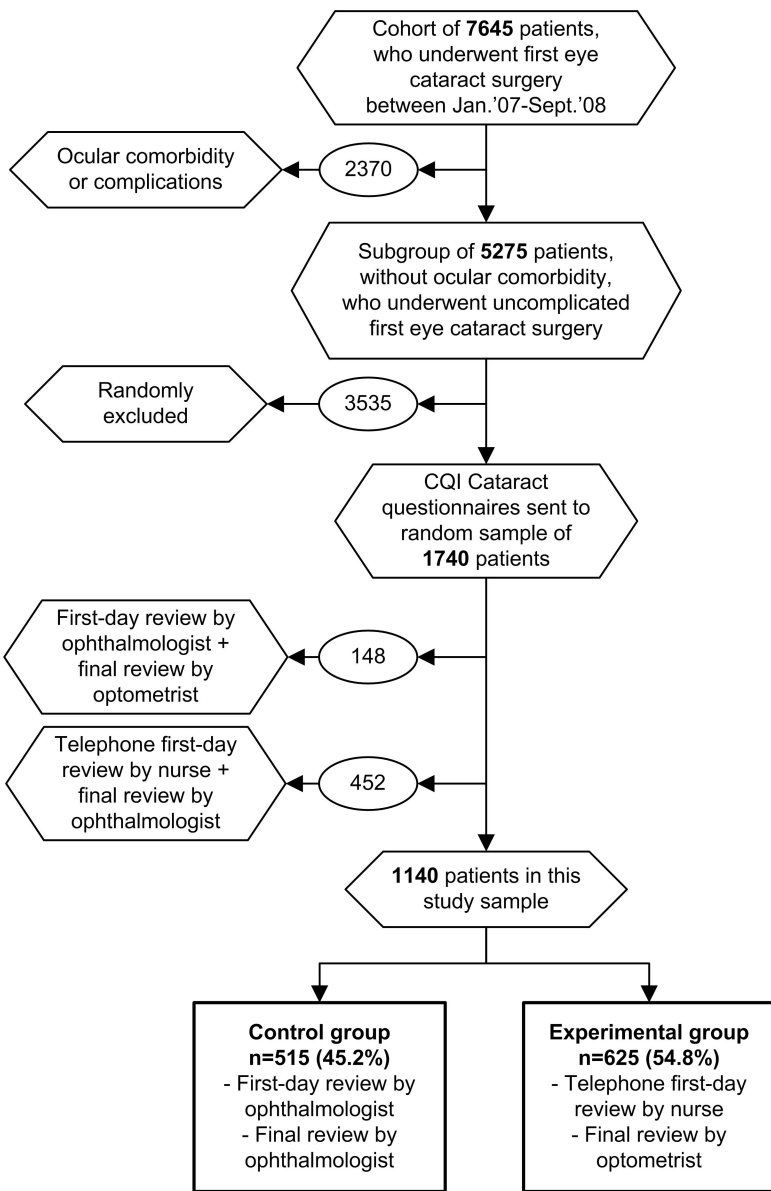 Cohort of 7645 patients,
who underwent first eye
cataract surgery
between Jan.'07-Sept.'08
Ocular comorbidity
or complications
2370
Subgroup of 5275 patients,
without ocular comorbidity,
who underwent uncomplicated
first eye cataract surgery
Randomly
excluded
3535
CQI Cataract
questionnaires sent to
random sample of
1740 patients
First-day review by
ophthalmologist +
final review by
optometrist
148
Telephone first-day
review by nurse +
final review by
ophthalmologist
452
1140 patients in this
study sample
Control group
n=515 (45.2%)
- First-day review by
ophthalmologist
- Final review by
ophthalmologist
Experimental group
n=625 (54.8%)
- Telephone first-day
review by nurse
- Final review by
optometrist